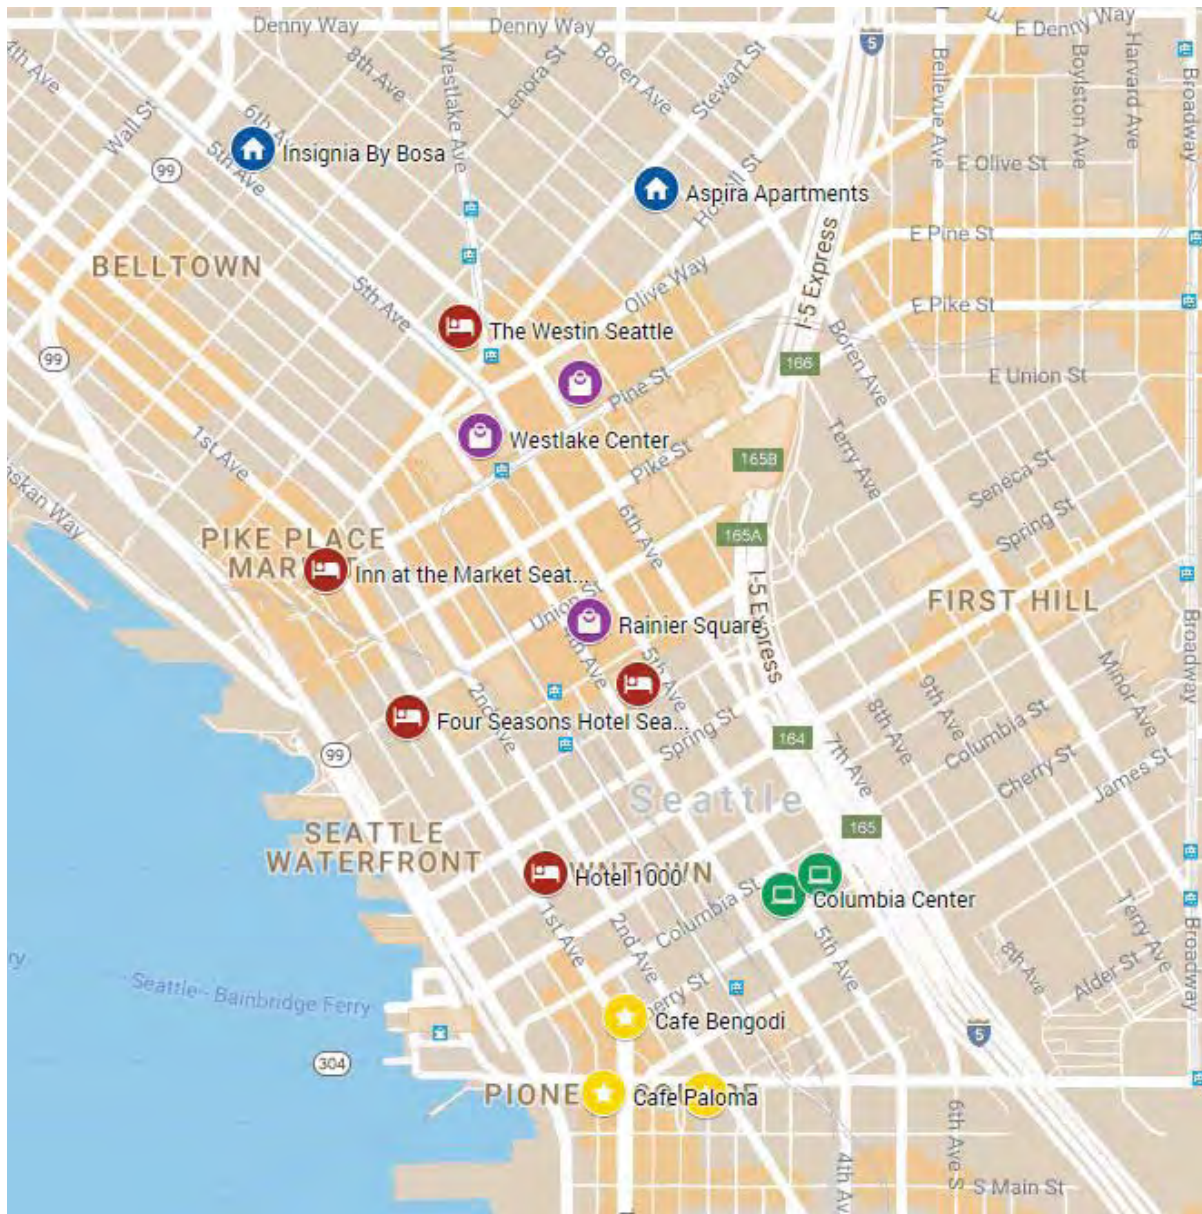 Denny Way
Denny Way
E Denny Way
4th Ave
8th Ave
Westlake Ave
Lenora St
Boren Ave
Stewart St
5
Bellevue Ave
Boylston Ave
Harvard Ave
Broadway
Wall St
6th Av
5th Ave
99
Insignia By Bosa
E Olive St
Aspira Apartments
E Pine St
BELLTOWN
5th Ave
Olive Way
I-5 Express
E Pike St
The Westin Seattle
99
166
Boren Ave
E Union St
Pine St
Westlake Center
1st Ave
Pike St
165B
Terry Ave
Seneca St
Spring St
askan Way
6th Ave
165A
PIKE PLACE
MAR T
Inn at the Market Seat...
I-5 Express
FIRST HILL
Union
Rainier Square
4th Ave
5th Ave
Broadway
Minor Ave
9th Ave
8th Ave
2nd Ave
Four Seasons Hotel Sea...
Spring St
164
7th Ave
Columbia St
Cherry St
James St
99
Seattle
SEATTLE
WATERFRONT
165
Hotel 1000
WNTOWN
Columbia Center
Columbia St
1st Ave
2nd Ave
5th Ave
8th Ave
Terry Ave
Alder St
Broadway
ry
Seattle - Bainbridge Ferry
erry St
Cafe Bengodi
5
304
PIONE
Cafe Paloma
4th Av
6th Ave S
S Main St